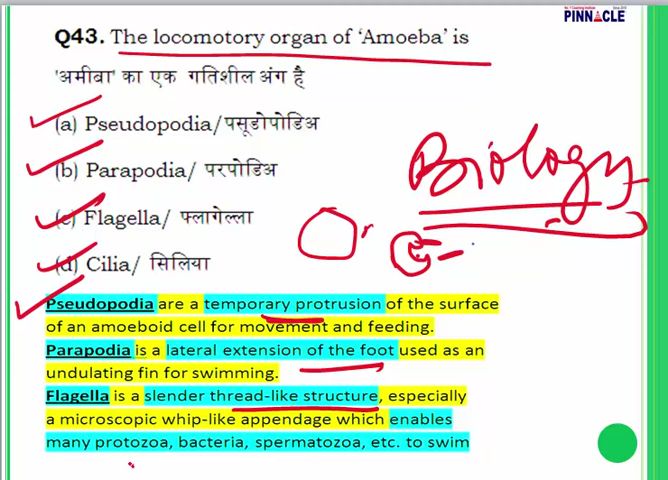 PINNACLE
Q43. The locomotory organ of ‘Amoeba’ is
'अमीबा' का एक गतिशील अंग है
(a) Pseudopodia/पसूडोपोडिअ
(b) Parapodia/ परपोडिअ
Biology
(c) Flagella/ फ्लागेल्ला
(d) Cilia/ सिलिया
Pseudopodia are a temporary protrusion of the surface
of an amoeboid cell for movement and feeding.
Parapodia is a lateral extension of the foot used as an
undulating fin for swimming.
Flagella is a slender thread-like structure, especially
a microscopic whip-like appendage which enables
many protozoa, bacteria, spermatozoa, etc. to swim